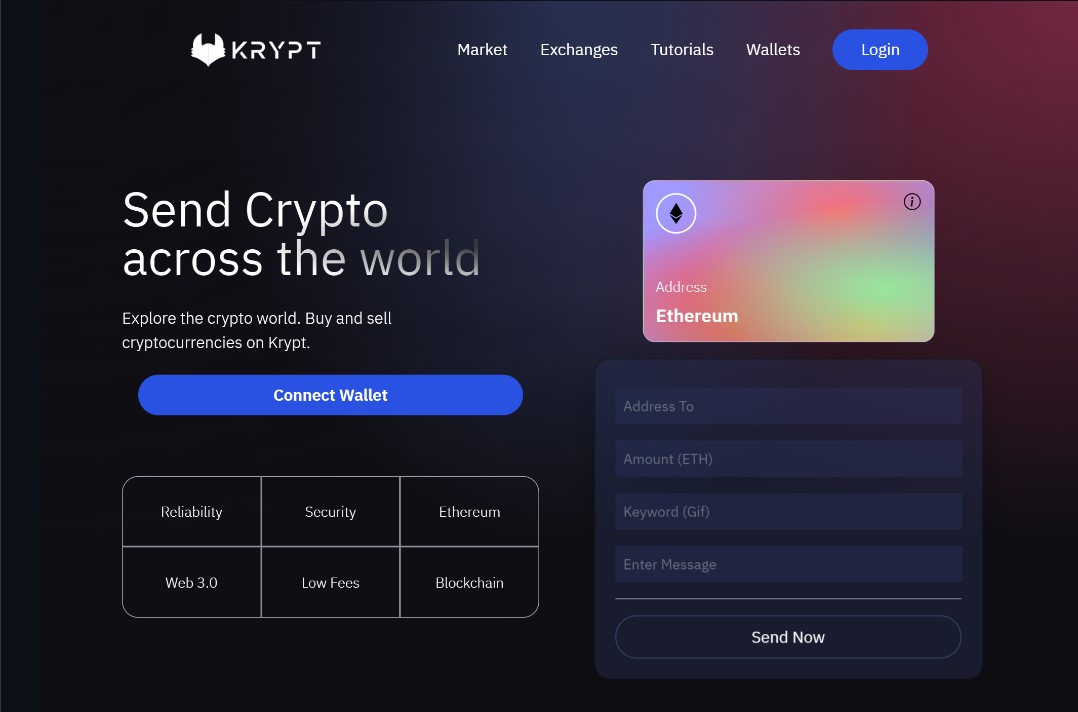 KRYPT
Market Exchanges Tutorials Wallets Login
Send Crypto
across the world
Explore the crypto world. Buy and sell
cryptocurrencies on Krypt.
Connect Wallet
Reliability Security Ethereum
Web 3.0 Low Fees Blockchain
i
Address
Ethereum
Address To
Amount (ETH)
Keyword (Gif)
Enter Message
Send Now